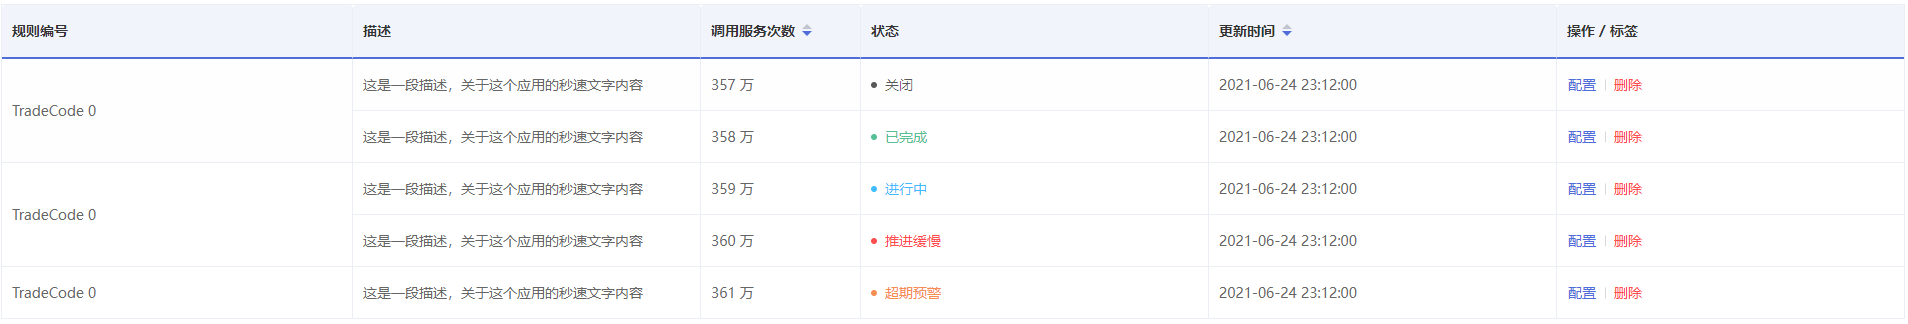 规则编号 描述 调用服务次数 状态 更新时间 操作 / 标签
TradeCode 0 这是一段描述，关于这个应用的秒速文字内容 357 万 关闭 2021-06-24 23:12:00 配置 删除
这是一段描述，关于这个应用的秒速文字内容 358 万 已完成 2021-06-24 23:12:00 配置 删除
TradeCode 0 这是一段描述，关于这个应用的秒速文字内容 359 万 进行中 2021-06-24 23:12:00 配置 删除
这是一段描述，关于这个应用的秒速文字内容 360 万 推进缓慢 2021-06-24 23:12:00 配置 删除
TradeCode 0 这是一段描述，关于这个应用的秒速文字内容 361 万 超期预警 2021-06-24 23:12:00 配置 删除